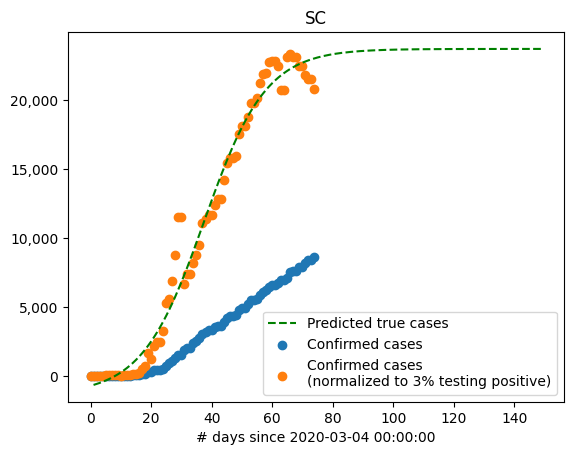 SC
20,000
15,000
10,000
5,000
0
Predicted true cases
Confirmed cases
Confirmed cases
(normalized to 3% testing positive)
0 20 40 60 80 100 120 140
# days since 2020-03-04 00:00:00